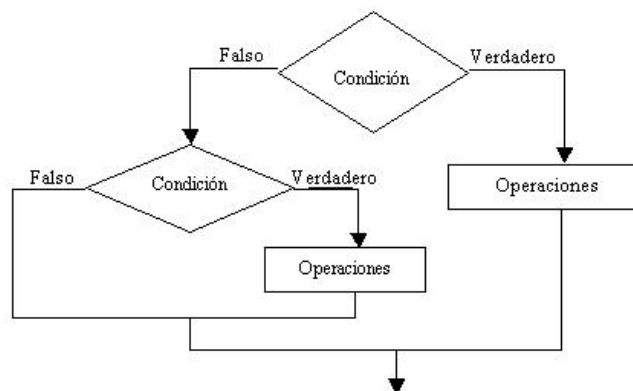 Falso
Verdadero
Condición
Falso
Condición
Verdadero
Operaciones
Operaciones